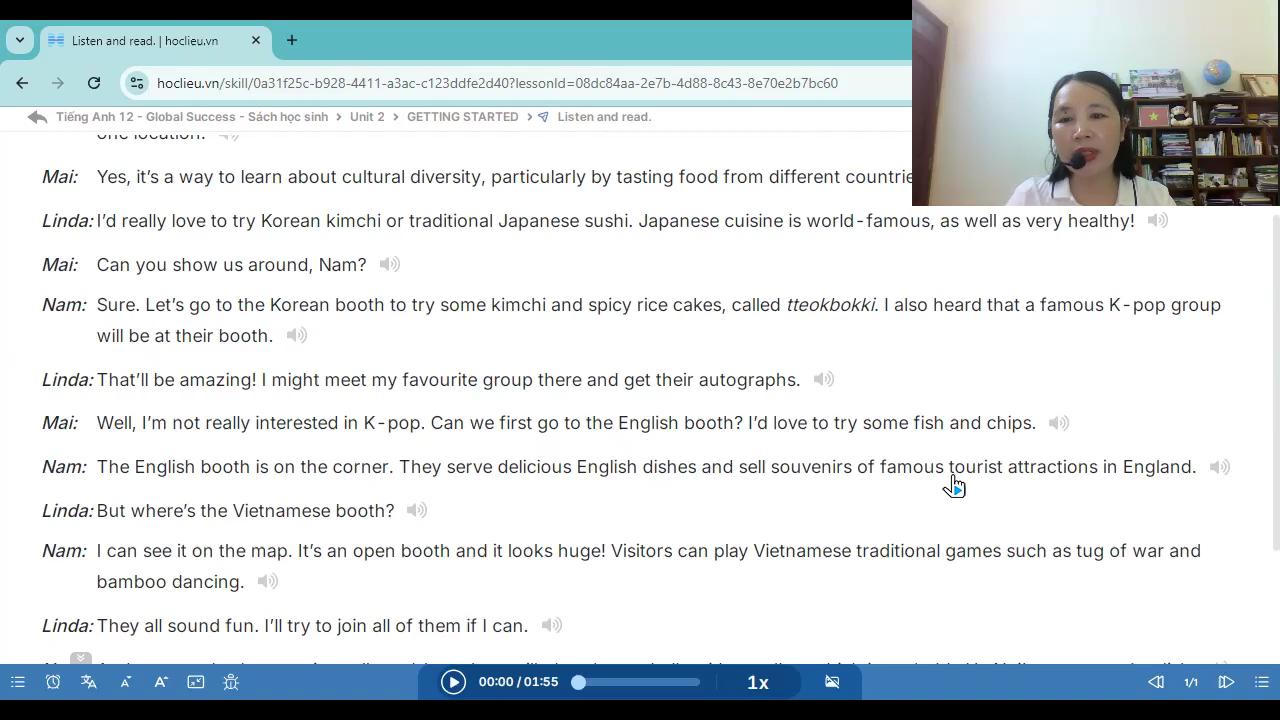 Listen and read. | hoclieu.vn
hoclieu.vn/skill/0a31f25c-b928-4411-a3ac-c123ddfe2d40?lessonId=08dc84aa-2e7b-4d88-8c43-8e70e2b7bc60
Tiếng Anh 12 - Global Success - Sách học sinh > Unit 2 > GETTING STARTED > Listen and read.
one location?
Mai: Yes, it's a way to learn about cultural diversity, particularly by tasting food from different
Linda: I'd really love to try Korean kimchi or traditional Japanese sushi. Japanese cuisine is world-famous, as well as very healthy!
Mai: Can you show us around, Nam?
Nam: Sure. Let's go to the Korean booth to try some kimchi and spicy rice cakes, called tteokbokki. I also heard that a famous K-pop group
will be at their booth.
Linda: That'll be amazing! I might meet my favourite group there and get their autographs.
Mai: Well, I'm not really interested in K-pop. Can we first go to the English booth? I'd love to try some fish and chips.
Nam: The English booth is on the corner. They serve delicious English dishes and sell souvenirs of famous tourist attractions in England.
Linda: But where's the Vietnamese booth?
Nam: I can see it on the map. It's an open booth and it looks huge! Visitors can play Vietnamese traditional games such as tug of war and
bamboo dancing.
Linda: They all sound fun. I'll try to join all of them if I can.
00:00 / 01:55
1x
1/1